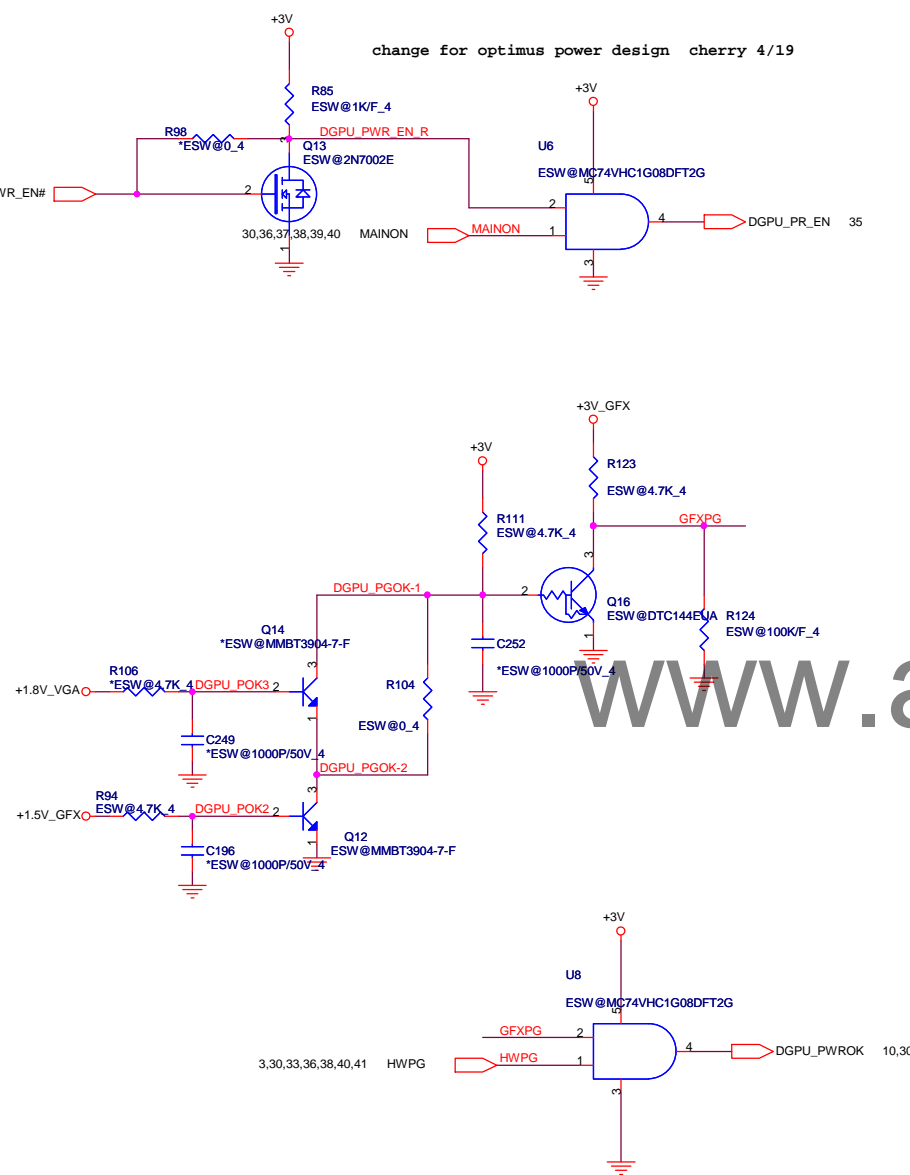 +3V
change for optimus power design cherry 4/19
R85
ESW@1K/F_4
+3V
R98
*ESW@0_4
3
DGPU_PWR_EN_R
Q13
ESW@2N7002E
U6
ESW@MC74VHC1G08DFT2G
5
WR_EN#
2
2
4
DGPU_PR_EN 35
30,36,37,38,39,40 MAINON
MAINON
1
1
3
+3V_GFX
+3V
R123
ESW@4.7K_4
R111
ESW@4.7K_4
GFXPG
3
DGPU_PGOK-1
2
Q16
ESW@DTC144EUA
R124
ESW@100K/F_4
1
Q14
*ESW@MMBT3904-7-F
C252
*ESW@1000P/50V_4
3
R106
*ESW@4.7K_4
+1.8V_VGA
DGPU_POK3
2
R104
ESW@0_4
1
www.a
C249
*ESW@1000P/50V_4
DGPU_PGOK-2
3
R94
ESW@4.7K_4
+1.5V_GFX
DGPU_POK2
2
Q12
ESW@MMBT3904-7-F
1
C196
*ESW@1000P/50V_4
+3V
U8
ESW@MC74VHC1G08DFT2G
5
GFXPG
2
4
DGPU_PWROK 10,30
3,30,33,36,38,40,41 HWPG
HWPG
1
3